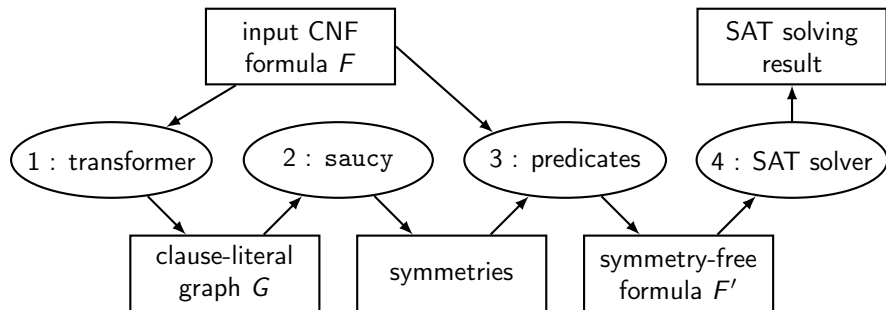 input CNF
formula F
SAT solving
result
1 : transformer
2 : saucy
3 : predicates
4 : SAT solver
clause-literal
graph G
symmetries
symmetry-free
formula F′